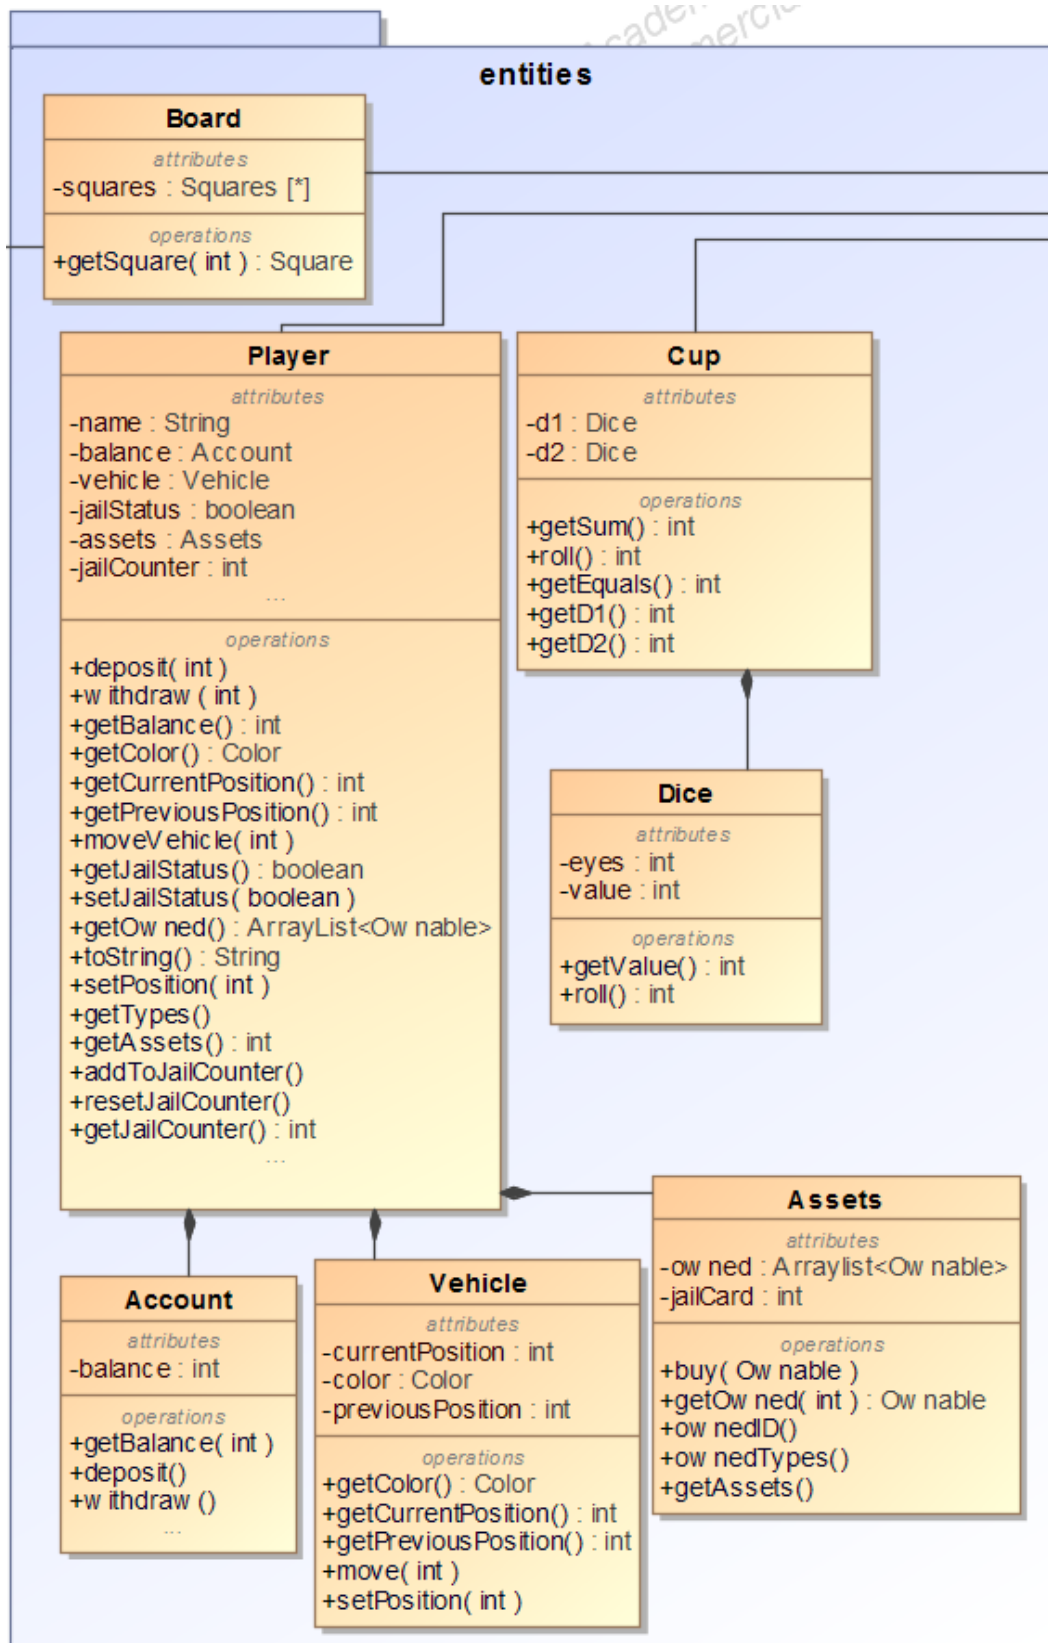 entities
Board
attributes
-squares : Squares [*]
operations
+getSquare( int ) : Square
Player
attributes
-name : String
-balance : Account
-vehicle : Vehicle
-jailStatus : boolean
-assets : Assets
-jailCounter : int
...
operations
+deposit( int )
+withdraw( int )
+getBalance() : int
+getColor() : Color
+getCurrentPosition() : int
+getPreviousPosition() : int
+moveVehicle( int )
+getJailStatus() : boolean
+setJailStatus( boolean )
+getOwned() : ArrayList<Ownable>
+toString() : String
+setPosition( int )
+getTypes()
+getAssets() : int
+addToJailCounter()
+resetJailCounter()
+getJailCounter() : int
...
Cup
attributes
-d1 : Dice
-d2 : Dice
operations
+getSum() : int
+roll() : int
+getEquals() : int
+getD1() : int
+getD2() : int
Dice
attributes
-eyes : int
-value : int
operations
+getValue() : int
+roll() : int
Account
attributes
-balance : int
operations
+getBalance( int )
+deposit()
+withdraw()
...
Vehicle
attributes
-currentPosition : int
-color : Color
-previousPosition : int
operations
+getColor() : Color
+getCurrentPosition() : int
+getPreviousPosition() : int
+move( int )
+setPosition( int )
Assets
attributes
-owned : Arraylist<Ownable>
-jailCard : int
operations
+buy( Ownable )
+getOwned( int ) : Ownable
+ownedID()
+ownedTypes()
+getAssets()